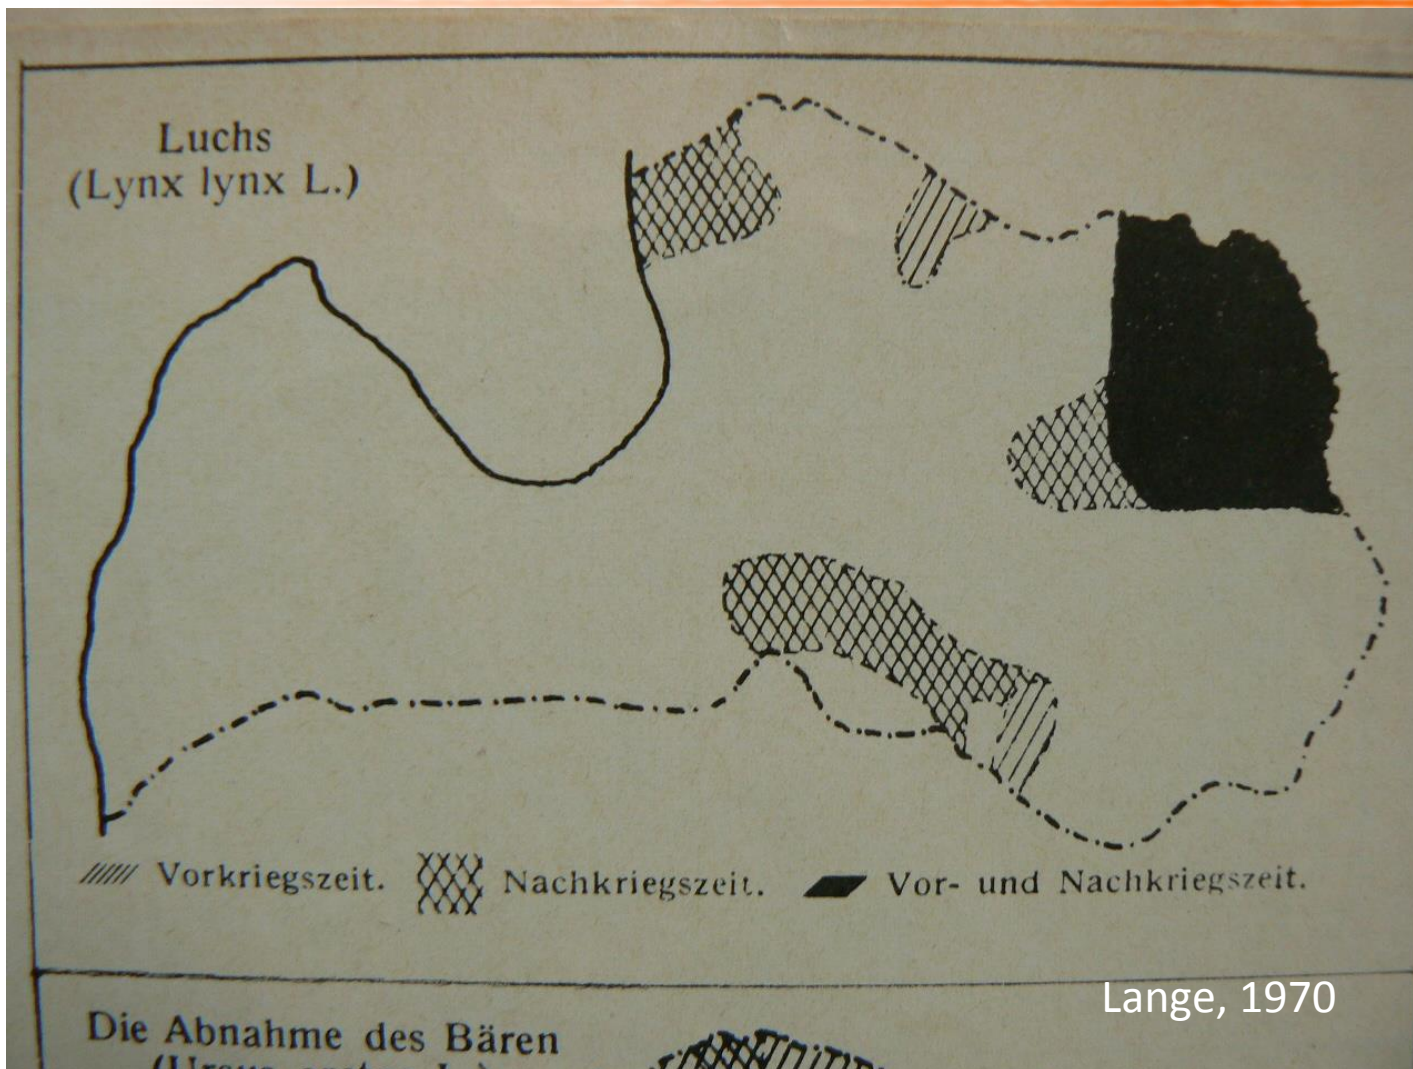 Luchs
(Lynx lynx L.)
Vorkriegszeit. Nachkriegszeit. Vor- und Nachkriegszeit.
Lange, 1970
Die Abnahme des Bären